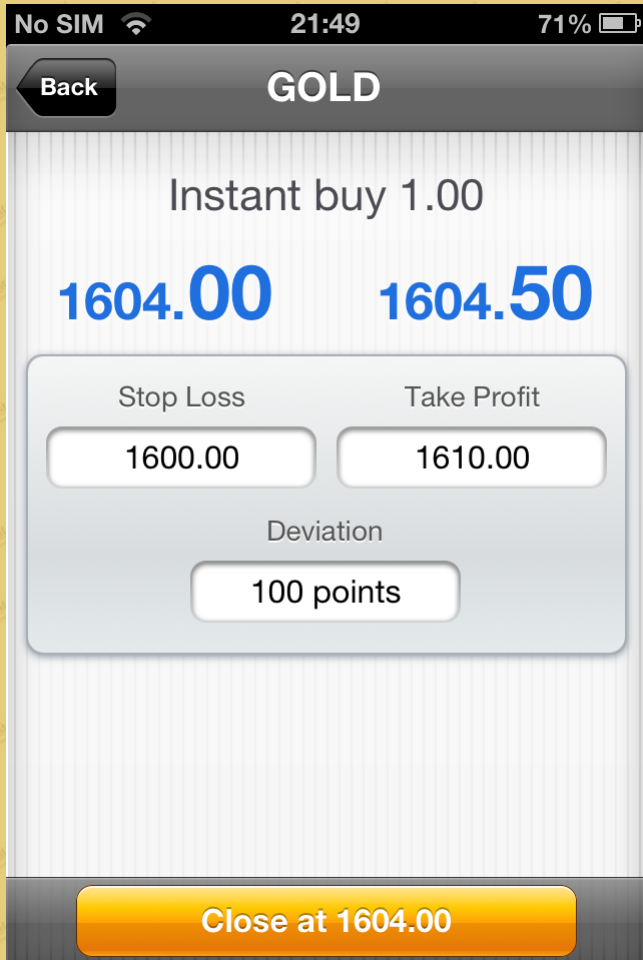 No SIM 21:49 71%
Back GOLD
Instant buy 1.00
1604.00 1604.50
Stop Loss Take Profit
1600.00 1610.00
Deviation
100 points
Close at 1604.00